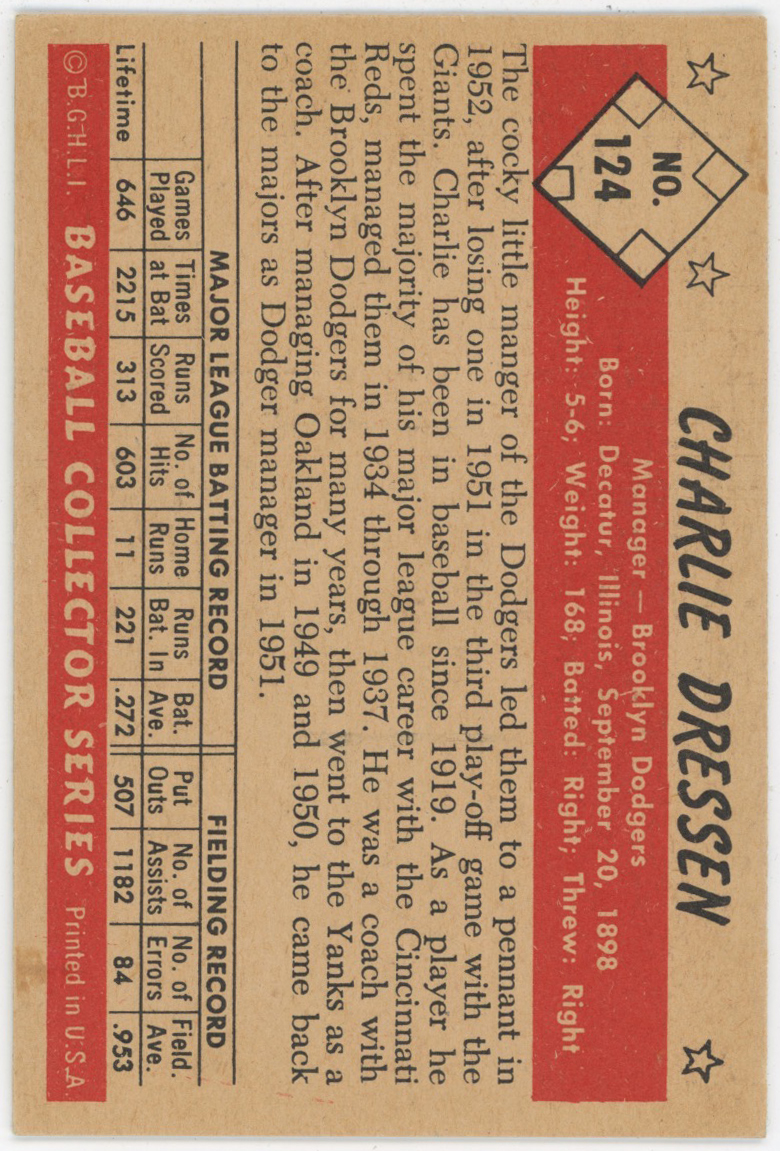 NO.
124
CHARLIE DRESSEN
Manager — Brooklyn Dodgers
Born: Decatur, Illinois, September 20, 1898
Height: 5-6; Weight: 168; Batted: Right; Threw: Right
The cocky little manger of the Dodgers led them to a pennant in
1952, after losing one in 1951 in the third play-off game with the
Giants. Charlie has been in baseball since 1919. As a player he
spent the majority of his major league career with the Cincinnati
Reds, managed them in 1934 through 1937. He was a coach with
the Brooklyn Dodgers for many years, then went to the Yanks as a
coach. After managing Oakland in 1949 and 1950, he came back
to the majors as Dodger manager in 1951.
MAJOR LEAGUE BATTING RECORD FIELDING RECORD
Games Times Runs No. of Home Runs Bat. Put No. of No. of Field.
Played at Bat Scored Hits Runs Bat. In Ave. Outs Assists Errors Ave.
Lifetime 646 2215 313 603 11 221 .272 507 1182 84 .953
© B.G.H.L.I. BASEBALL COLLECTOR SERIES Printed in U.S.A.